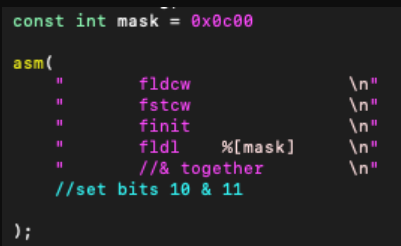 const int mask = 0x0c00
asm(
"        fldcw                \n"
"        fstcw                \n"
"        finit                \n"
"        fldl    %[mask]      \n"
"        //& together         \n"
//set bits 10 & 11
);